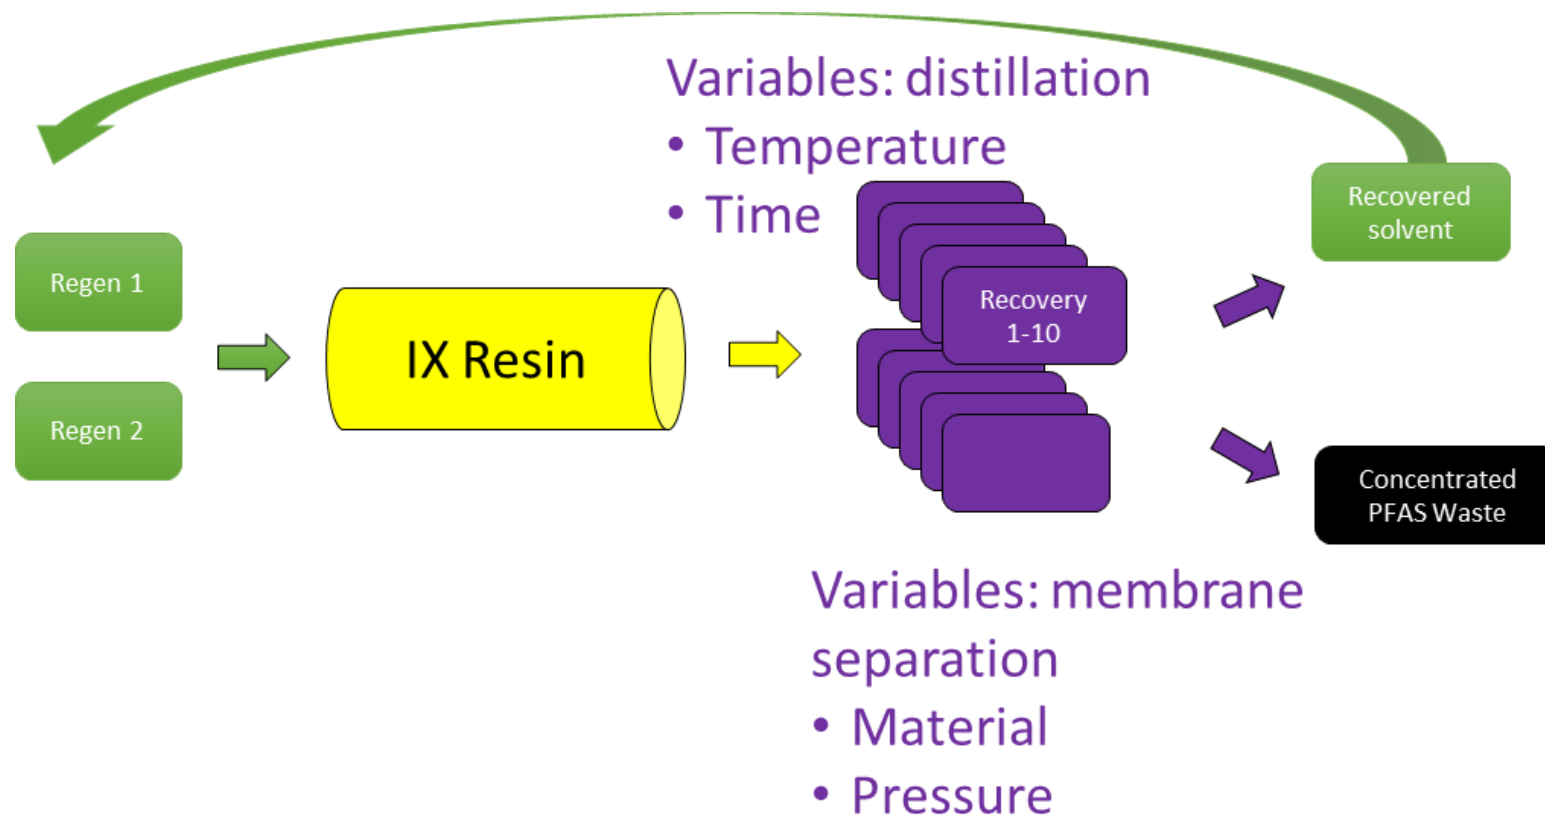 Variables: distillation
• Temperature
• Time
Recovered
solvent
Regen 1
Regen 2
IX Resin
Recovery
1-10
Concentrated
PFAS Waste
Variables: membrane
separation
• Material
• Pressure